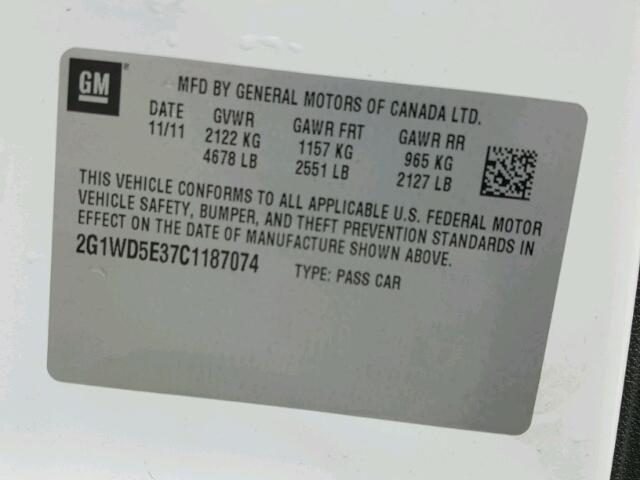 GM®
MFD BY GENERAL MOTORS OF CANADA LTD.
DATE GVWR GAWR FRT GAWR RR
11/11 2122 KG 1157 KG 965 KG
4678 LB 2551 LB 2127 LB
THIS VEHICLE CONFORMS TO ALL APPLICABLE U.S. FEDERAL MOTOR
VEHICLE SAFETY, BUMPER, AND THEFT PREVENTION STANDARDS IN
EFFECT ON THE DATE OF MANUFACTURE SHOWN ABOVE.
2G1WD5E37C1187074 TYPE: PASS CAR